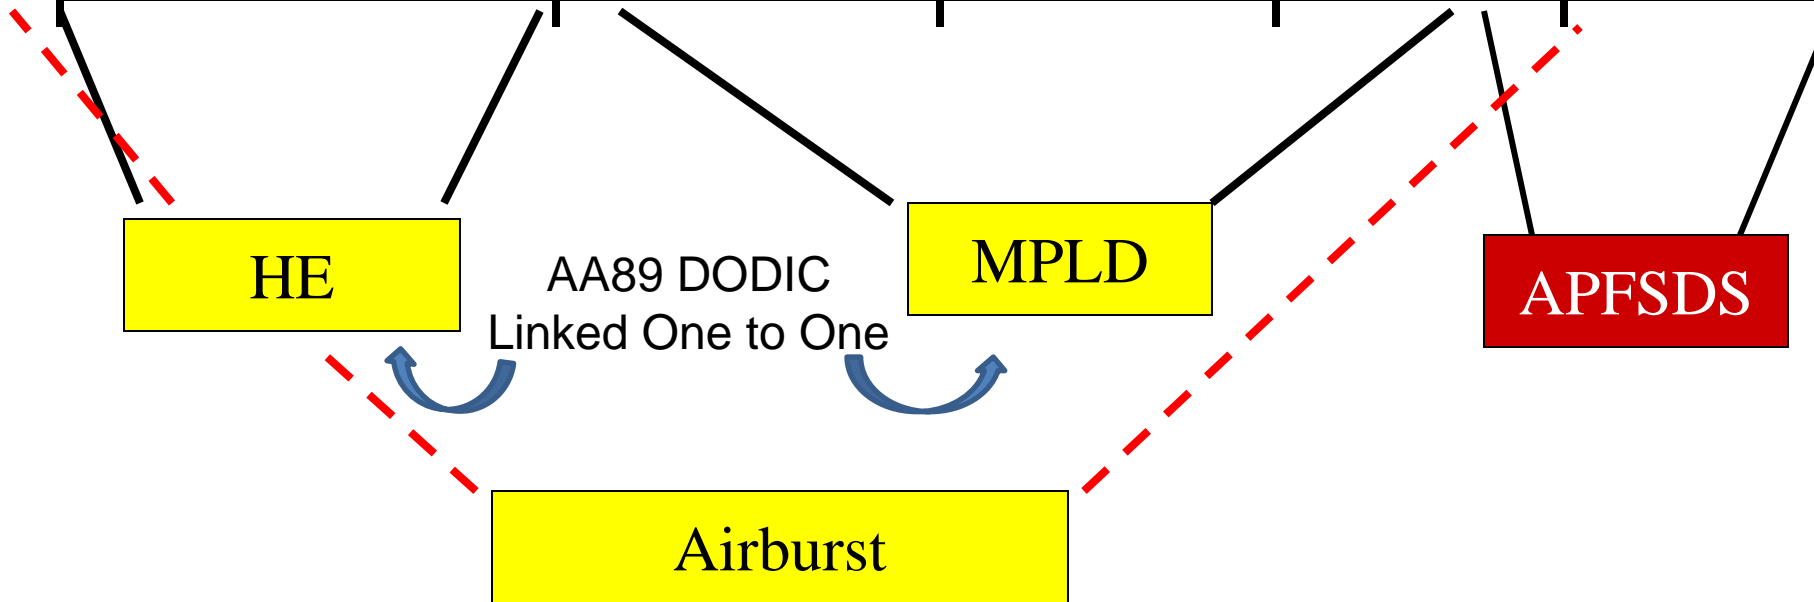 HE
AA89 DODIC
Linked One to One
MPLD
APFSDS
Airburst